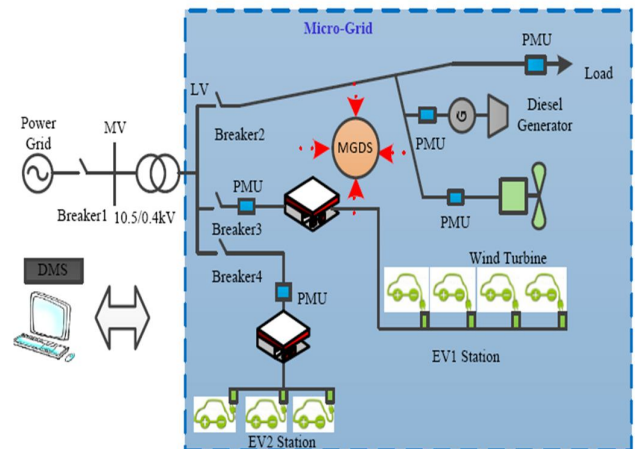 Micro-Grid
PMU
Load
LV
Power
Grid
MV
Breaker2
MGDS
G
Diesel
Generator
PMU
PMU
Breaker1
10.5/0.4kV
PMU
Breaker3
Wind Turbine
Breaker4
DMS
PMU
EV1 Station
EV2 Station